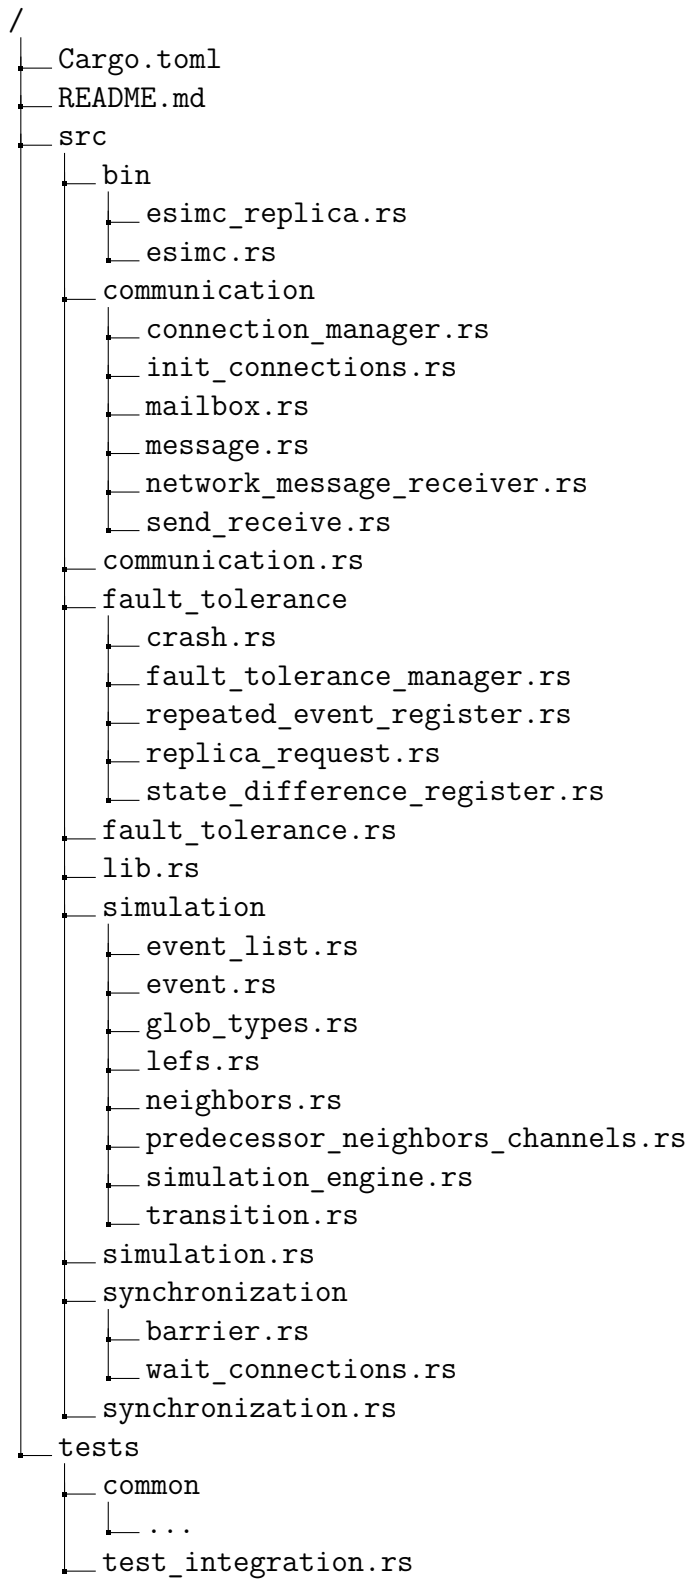 /
Cargo.toml
README.md
src
bin
esimc_replica.rs
esimc.rs
communication
connection_manager.rs
init_connections.rs
mailbox.rs
message.rs
network_message_receiver.rs
send_receive.rs
communication.rs
fault_tolerance
crash.rs
fault_tolerance_manager.rs
repeated_event_register.rs
replica_request.rs
state_difference_register.rs
fault_tolerance.rs
lib.rs
simulation
event_list.rs
event.rs
glob_types.rs
lefs.rs
neighbors.rs
predecessor_neighbors_channels.rs
simulation_engine.rs
transition.rs
simulation.rs
synchronization
barrier.rs
wait_connections.rs
synchronization.rs
tests
common
...
test_integration.rs